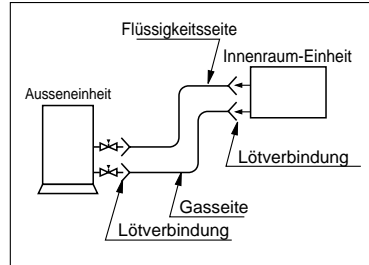 Flüssigkeitsseite
Innenraum-Einheit
Ausseneinheit
Lötverbindung
Gasseite
Lötverbindung